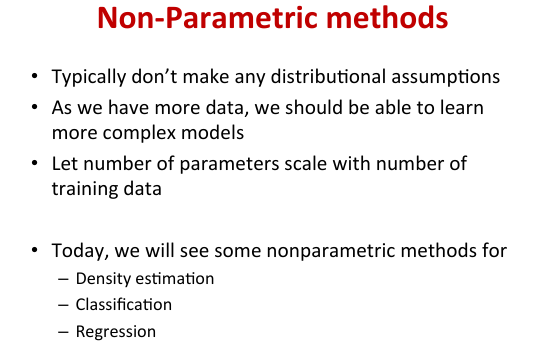 Non-Parametric methods
• Typically don't make any distributional assumptions
• As we have more data, we should be able to learn
more complex models
• Let number of parameters scale with number of
training data
• Today, we will see some nonparametric methods for
– Density estimation
– Classification
– Regression